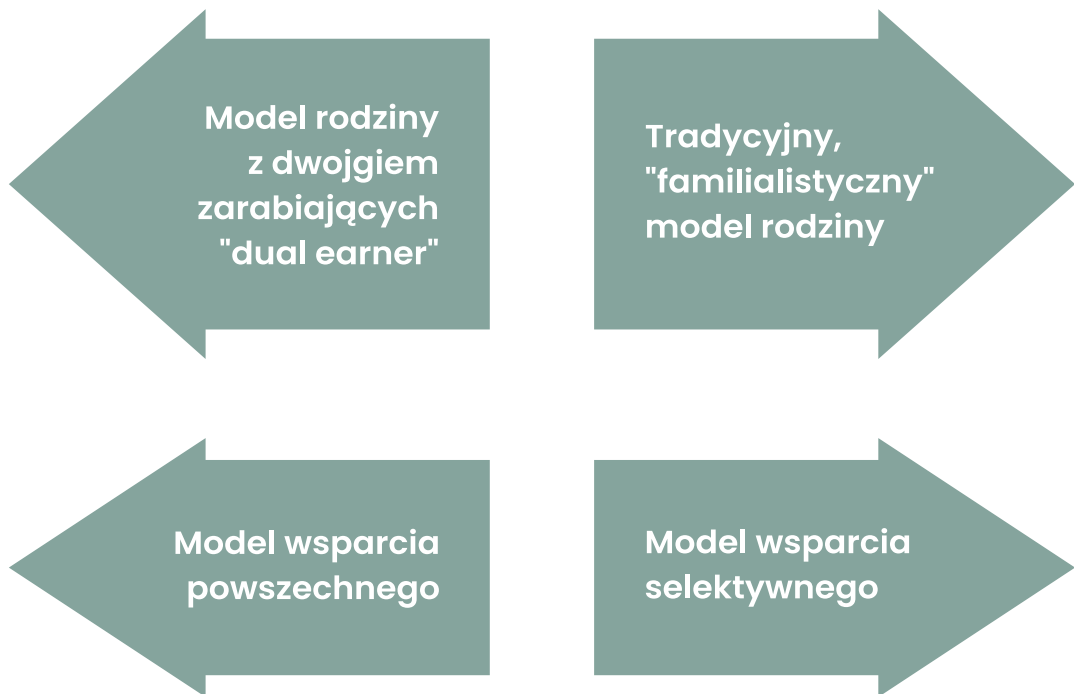 Model rodziny
z dwojgiem
zarabiających
"dual earner"
Tradycyjny,
"familialistyczny"
model rodziny
Model wsparcia
powszechnego
Model wsparcia
selektywnego